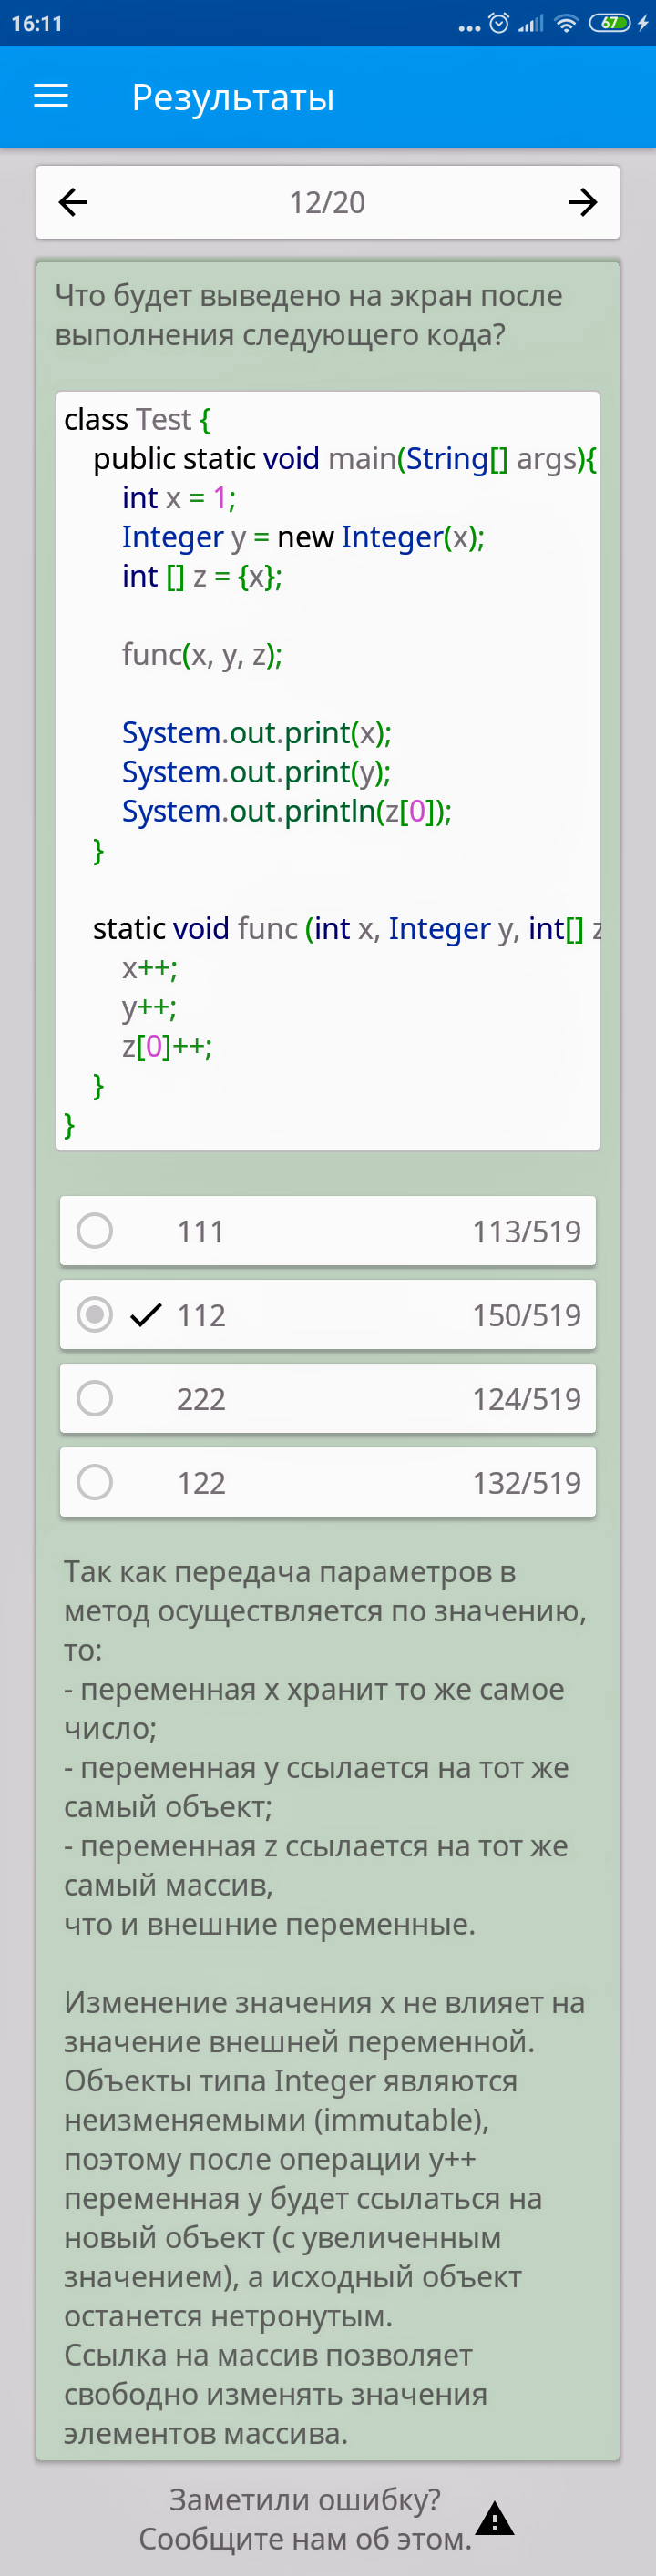 16:11
67
Результаты
12/20
Что будет выведено на экран после
выполнения следующего кода?
class Test {
public static void main(String[] args){
int x = 1;
Integer y = new Integer(x);
int [] z = {x};
func(x, y, z);
System.out.print(x);
System.out.print(y);
System.out.println(z[0]);
}
static void func (int x, Integer y, int[] z
x++;
y++;
z[0]++;
}
}
111 113/519
112 150/519
222 124/519
122 132/519
Так как передача параметров в
метод осуществляется по значению,
то:
- переменная x хранит то же самое
число;
- переменная y ссылается на тот же
самый объект;
- переменная z ссылается на тот же
самый массив,
что и внешние переменные.
Изменение значения x не влияет на
значение внешней переменной.
Объекты типа Integer являются
неизменяемыми (immutable),
поэтому после операции y++
переменная y будет ссылаться на
новый объект (с увеличенным
значением), а исходный объект
останется нетронутым.
Ссылка на массив позволяет
свободно изменять значения
элементов массива.
Заметили ошибку?
Сообщите нам об этом.